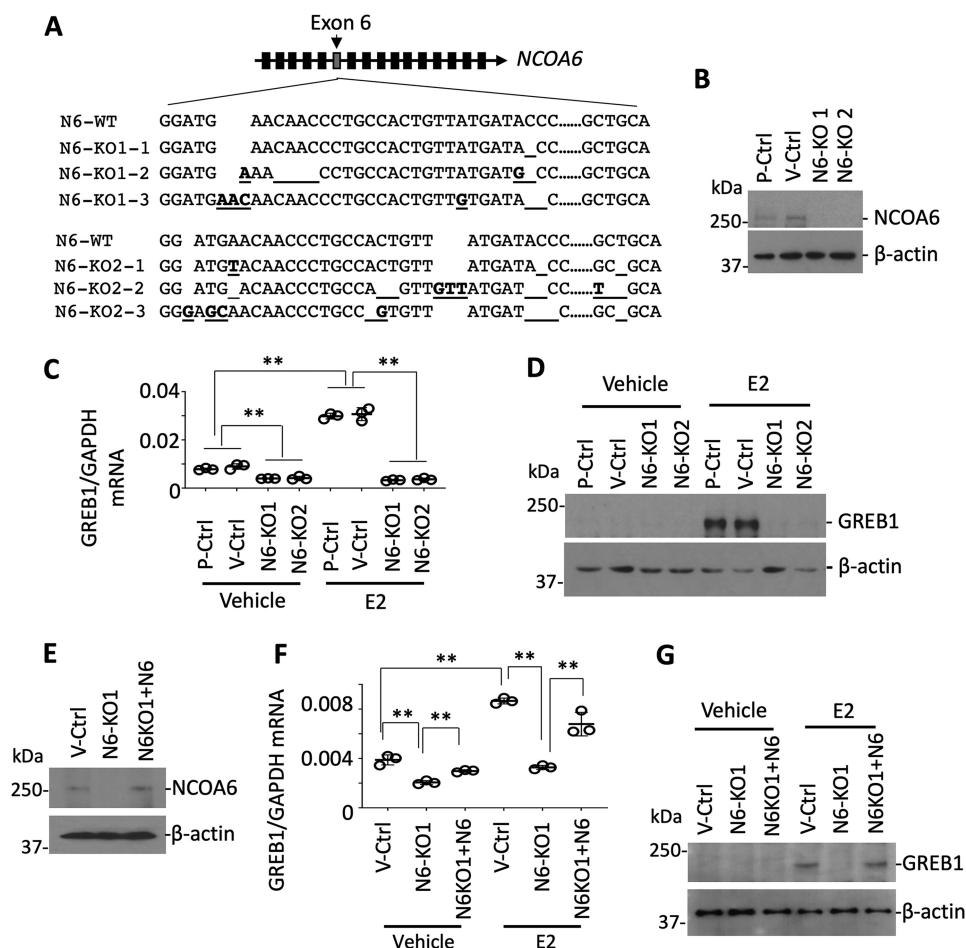 A
Exon 6
NCOA6
N6-WT GGATG AACAACCCTGCCACTGTTATGATACCC......GCTGCA
N6-KO1-1 GGATG AACAACCCTGCCACTGTTATGATA_CC......GCTGCA
N6-KO1-2 GGATG AAA____CCTGCCACTGTTATGATG_CC......GCTGCA
N6-KO1-3 GGATGAACAACAACCCTGCCACTGTTGTGATA__C......GCTGCA
N6-WT GG ATGAACAACCCTGCCACTGTT ATGATACCC......GCTGCA
N6-KO2-1 GG ATGTACAACCCTGCCACTGTT ATGATA_CC......GC_GCA
N6-KO2-2 GG ATG_ACAACCCTGCCA__GTTGTTATGAT__CC......T__GCA
N6-KO2-3 GGGAGCAACAACCCTGCC__GTGTT ATGAT___C......GC_GCA
B
P-Ctrl
V-Ctrl
N6-KO 1
N6-KO 2
kDa
250-
-NCOA6
37-
-β-actin
C
GREB1/GAPDH
mRNA
0.04
0.02
0
**
**
**
P-Ctrl
V-Ctrl
N6-KO1
N6-KO2
P-Ctrl
V-Ctrl
N6-KO1
N6-KO2
Vehicle
E2
D
Vehicle
E2
P-Ctrl
V-Ctrl
N6-KO1
N6-KO2
P-Ctrl
V-Ctrl
N6-KO1
N6-KO2
kDa
250-
-GREB1
37-
-β-actin
E
V-Ctrl
N6-KO1
N6KO1+N6
kDa
250-
-NCOA6
37-
-β-actin
F
GREB1/GAPDH mRNA
0.008
0.004
0
**
**
**
**
**
V-Ctrl
N6-KO1
N6KO1+N6
V-Ctrl
N6-KO1
N6KO1+N6
Vehicle
E2
G
Vehicle
E2
V-Ctrl
N6-KO1
N6KO1+N6
V-Ctrl
N6-KO1
N6KO1+N6
kDa
250-
-GREB1
37-
-β-actin